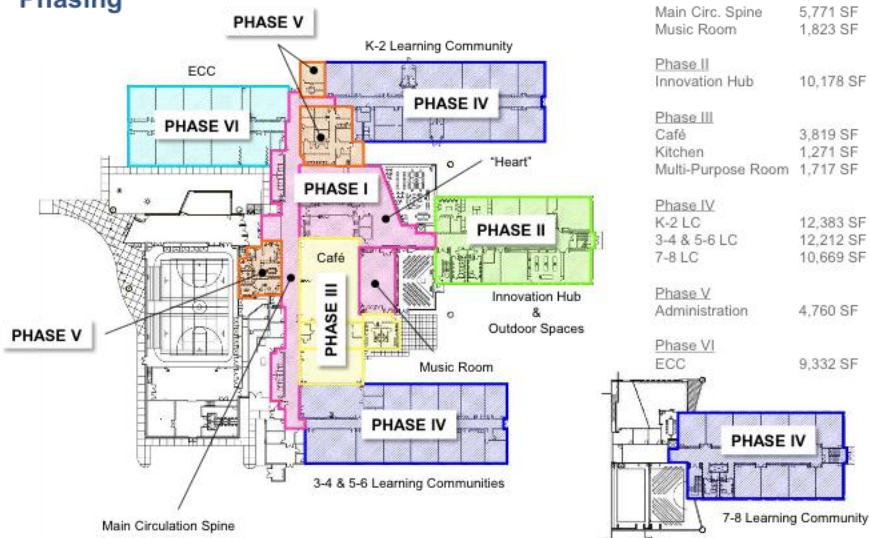 Phasing
PHASE V
K-2 Learning Community
ECC
PHASE IV
PHASE VI
"Heart"
PHASE I
PHASE II
Café
PHASE III
Innovation Hub
&
Outdoor Spaces
PHASE V
Music Room
PHASE IV
3-4 & 5-6 Learning Communities
Main Circulation Spine
Main Circ. Spine 5,771 SF
Music Room 1,823 SF
Phase II
Innovation Hub 10,178 SF
Phase III
Café 3,819 SF
Kitchen 1,271 SF
Multi-Purpose Room 1,717 SF
Phase IV
K-2 LC 12,383 SF
3-4 & 5-6 LC 12,212 SF
7-8 LC 10,669 SF
Phase V
Administration 4,760 SF
Phase VI
ECC 9,332 SF
PHASE IV
7-8 Learning Community